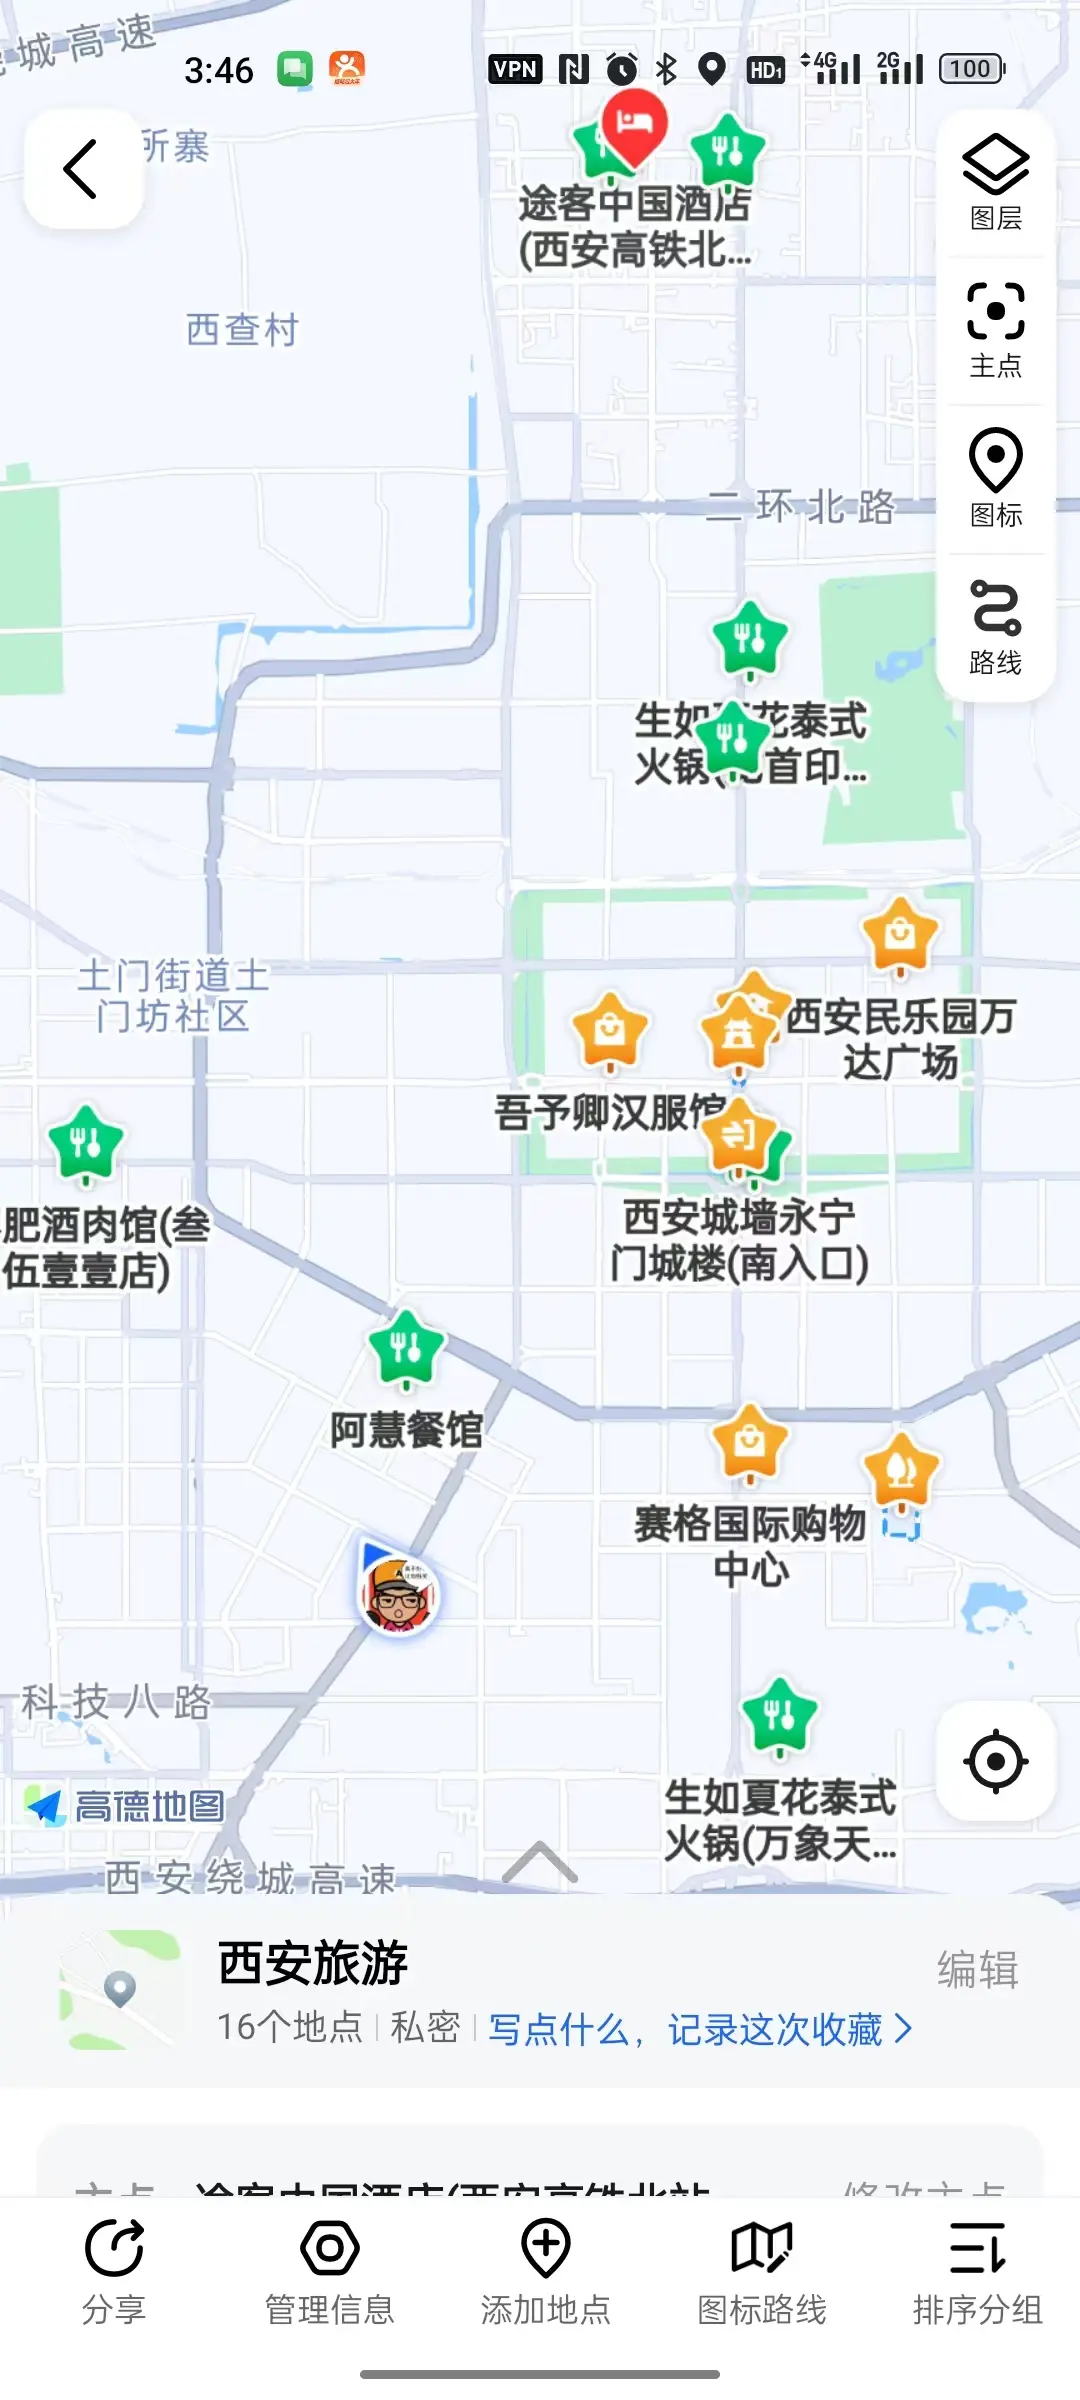 城高速
3:46
VPN
HD1
4G
2G
100
所寨
途客中国酒店
(西安高铁北...
图层
西查村
主点
二环北路
图标
路线
生如夏花泰式
火锅(龙首印...
土门街道土
门坊社区
西安民乐园万
达广场
吾予卿汉服馆
肥酒肉馆(叁
伍壹壹店)
西安城墙永宁
门城楼(南入口)
阿慧餐馆
赛格国际购物
中心
科技八路
高德地图
生如夏花泰式
火锅(万象天...
西安绕城高速
西安旅游
编辑
16个地点
私密
写点什么，记录这次收藏
主点
途客中国酒店(西安高铁北站
修改主点
分享
管理信息
添加地点
图标路线
排序分组